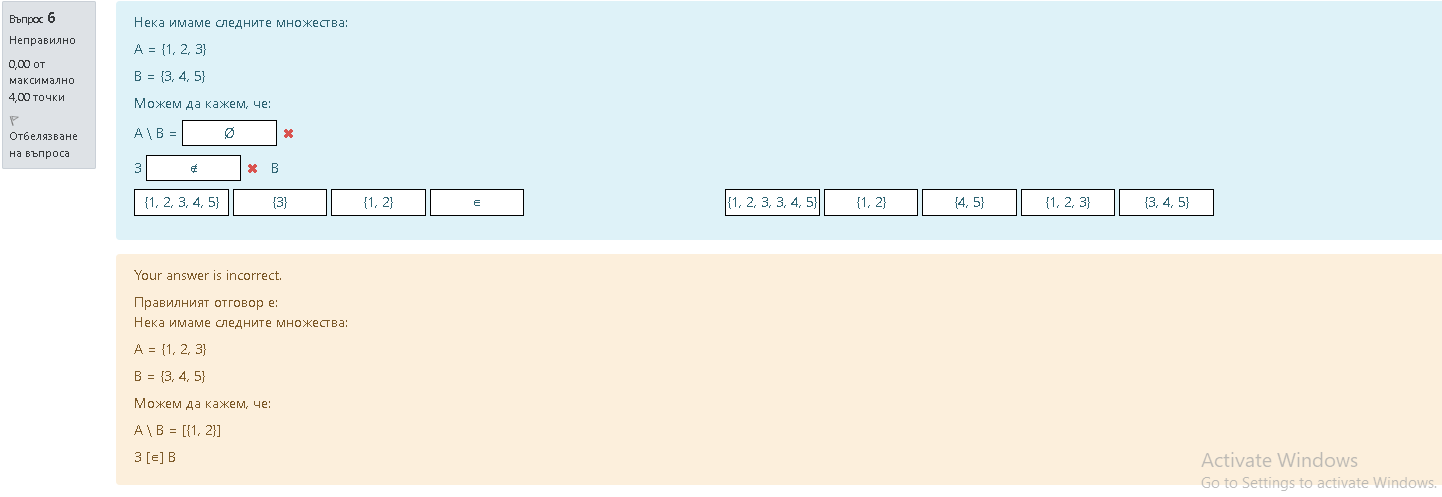 Въпрос 6
Неправилно
0,00 от
максимално
4,00 точки
Отбелязване
на въпроса
Нека имаме следните множества:
A = {1, 2, 3}
B = {3, 4, 5}
Можем да кажем, че:
A \ B = Ø
3 ∉ B
{1, 2, 3, 4, 5} {3} {1, 2} ∈ {1, 2, 3, 3, 4, 5} {1, 2} {4, 5} {1, 2, 3} {3, 4, 5}
Your answer is incorrect.
Правилният отговор е:
Нека имаме следните множества:
A = {1, 2, 3}
B = {3, 4, 5}
Можем да кажем, че:
A \ B = [{1, 2}]
3 [∈] B
Activate Windows
Go to Settings to activate Windows.